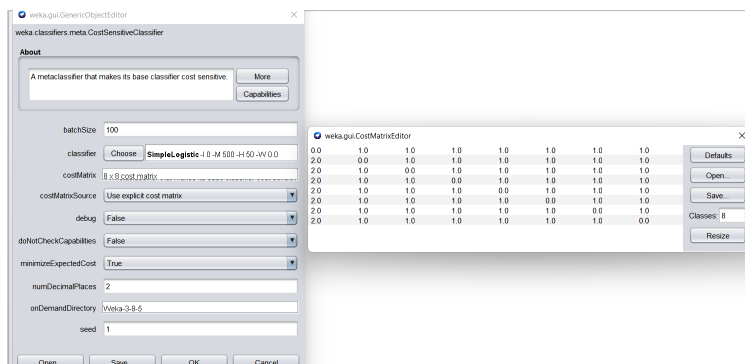 weka.gui.GenericObjectEditor
weka.classifiers.meta.CostSensitiveClassifier
About
A metaclassifier that makes its base classifier cost sensitive.
More
Capabilities
batchSize 100
classifier Choose SimpleLogistic -I 0 -M 500 -H 50 -W 0.0
costMatrix 8 x 8 cost matrix
costMatrixSource Use explicit cost matrix
debug False
doNotCheckCapabilities False
minimizeExpectedCost True
numDecimalPlaces 2
onDemandDirectory Weka-3-8-5
seed 1
Open... Save... OK Cancel
weka.gui.CostMatrixEditor
0.0 1.0 1.0 1.0 1.0 1.0 1.0 1.0
2.0 0.0 1.0 1.0 1.0 1.0 1.0 1.0
2.0 1.0 0.0 1.0 1.0 1.0 1.0 1.0
2.0 1.0 1.0 0.0 1.0 1.0 1.0 1.0
2.0 1.0 1.0 1.0 0.0 1.0 1.0 1.0
2.0 1.0 1.0 1.0 1.0 0.0 1.0 1.0
2.0 1.0 1.0 1.0 1.0 1.0 0.0 1.0
2.0 1.0 1.0 1.0 1.0 1.0 1.0 0.0
Defaults
Open...
Save...
Classes: 8
Resize